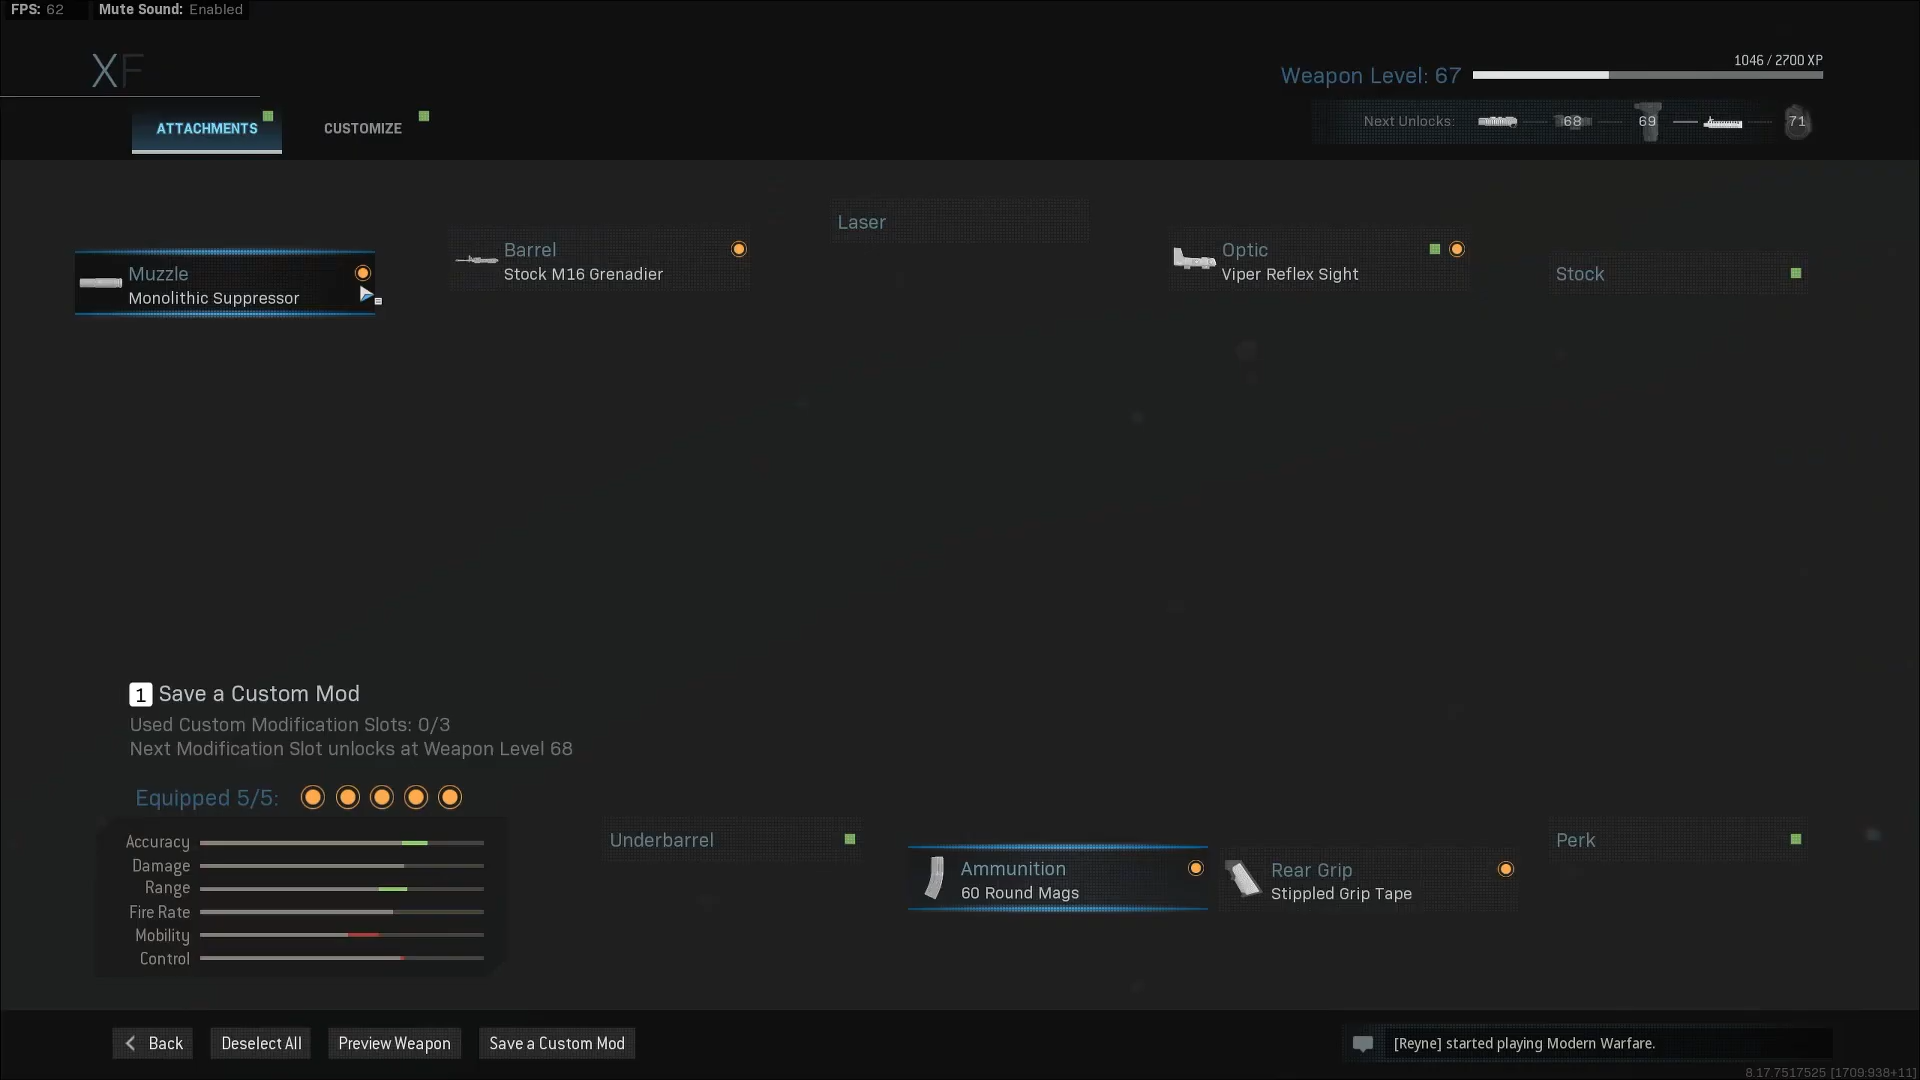 FPS: 62 Mute Sound: Enabled
XF
Weapon Level: 67
1046 / 2700 XP
ATTACHMENTS
CUSTOMIZE
Next Unlocks: 68 69 71
Laser
Barrel
Stock M16 Grenadier
Optic
Viper Reflex Sight
Muzzle
Monolithic Suppressor
Stock
1 Save a Custom Mod
Used Custom Modification Slots: 0/3
Next Modification Slot unlocks at Weapon Level 68
Equipped 5/5:
Accuracy
Damage
Range
Fire Rate
Mobility
Control
Underbarrel
Ammunition
60 Round Mags
Rear Grip
Stippled Grip Tape
Perk
Back
Deselect All
Preview Weapon
Save a Custom Mod
[Reyne] started playing Modern Warfare.
8.17.7517525 [1709:938+11]